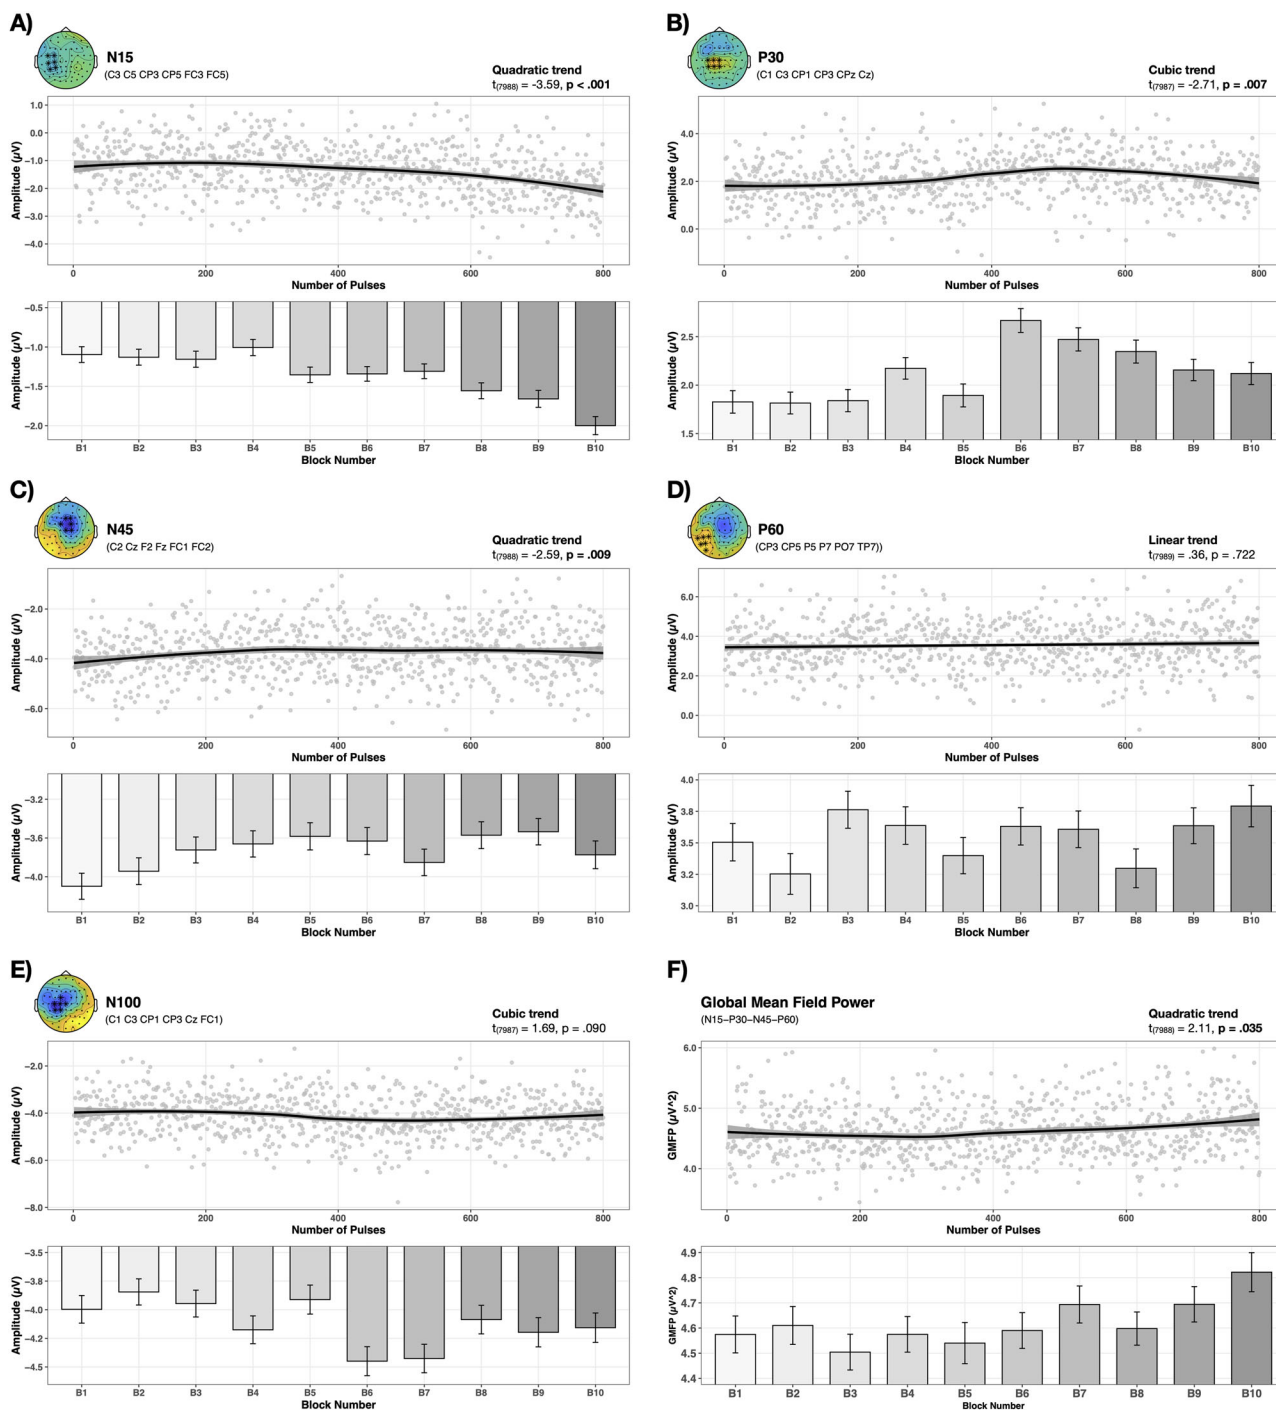 A)
N15
(C3 C5 CP3 CP5 FC3 FC5)
Quadratic trend
t(7988) = -3.59, p < .001
Amplitude (µV)
1.0
0.0
−1.0
−2.0
−3.0
−4.0
0 200 400 600 800
Number of Pulses
Amplitude (µV)
−0.5
−1.0
−1.5
−2.0
B1 B2 B3 B4 B5 B6 B7 B8 B9 B10
Block Number
B)
P30
(C1 C3 CP1 CP3 CPz Cz)
Cubic trend
t(7987) = -2.71, p = .007
Amplitude (µV)
4.0
2.0
0.0
0 200 400 600 800
Number of Pulses
Amplitude (µV)
2.5
2.0
1.5
B1 B2 B3 B4 B5 B6 B7 B8 B9 B10
Block Number
C)
N45
(C2 Cz F2 Fz FC1 FC2)
Quadratic trend
t(7988) = -2.59, p = .009
Amplitude (µV)
−2.0
−4.0
−6.0
0 200 400 600 800
Number of Pulses
Amplitude (µV)
−3.2
−3.6
−4.0
B1 B2 B3 B4 B5 B6 B7 B8 B9 B10
Block Number
D)
P60
(CP3 CP5 P5 P7 PO7 TP7))
Linear trend
t(7989) = .36, p = .722
Amplitude (µV)
6.0
4.0
2.0
0.0
0 200 400 600 800
Number of Pulses
Amplitude (µV)
4.0
3.8
3.5
3.2
3.0
B1 B2 B3 B4 B5 B6 B7 B8 B9 B10
Block Number
E)
N100
(C1 C3 CP1 CP3 Cz FC1)
Cubic trend
t(7987) = 1.69, p = .090
Amplitude (µV)
−2.0
−4.0
−6.0
−8.0
0 200 400 600 800
Number of Pulses
Amplitude (µV)
−3.5
−3.8
−4.0
−4.2
−4.5
B1 B2 B3 B4 B5 B6 B7 B8 B9 B10
Block Number
F)
Global Mean Field Power
(N15−P30−N45−P60)
Quadratic trend
t(7988) = 2.11, p = .035
GMFP (µV^2)
6.0
5.0
4.0
0 200 400 600 800
Number of Pulses
GMFP (µV^2)
4.9
4.8
4.7
4.6
4.5
4.4
B1 B2 B3 B4 B5 B6 B7 B8 B9 B10
Block Number